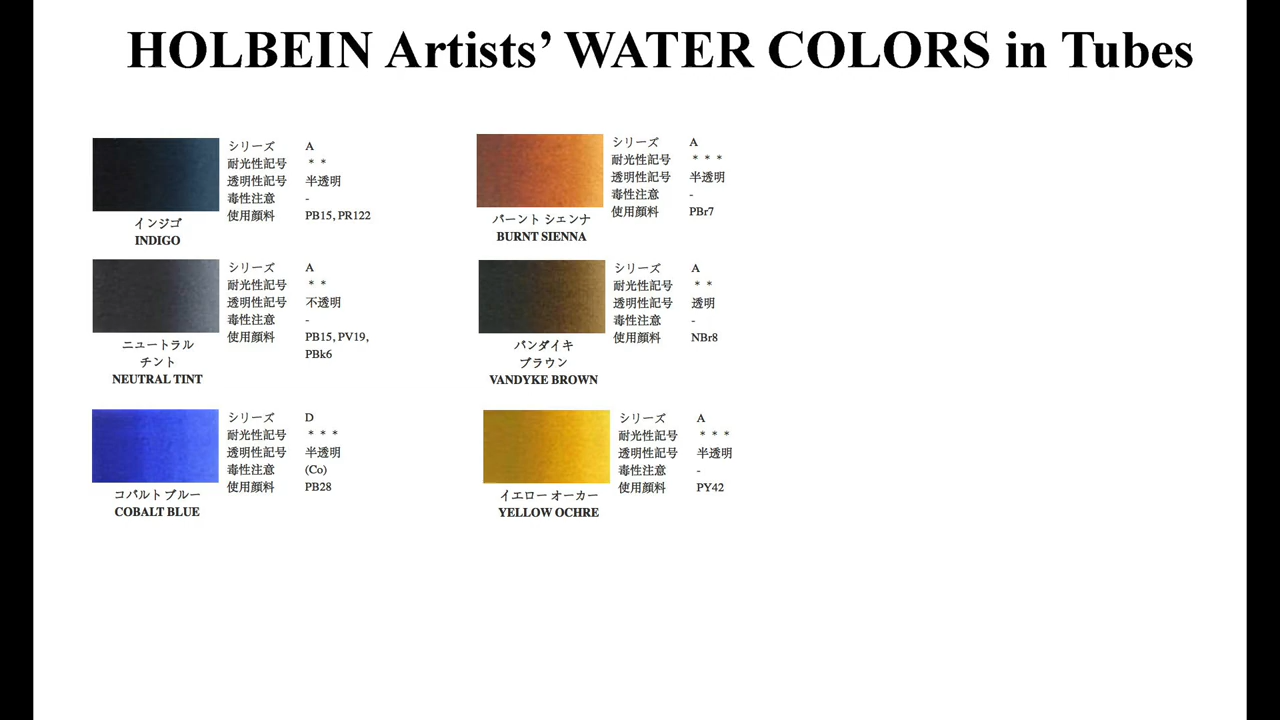 HOLBEIN Artists’ WATER COLORS in Tubes
シリーズ A
耐光性記号 * *
透明性記号 半透明
毒性注意 -
使用顔料 PB15, PR122
インジゴ
INDIGO
シリーズ A
耐光性記号 * * *
透明性記号 半透明
毒性注意 -
使用顔料 PBr7
バーント シェンナ
BURNT SIENNA
シリーズ A
耐光性記号 * *
透明性記号 不透明
毒性注意 -
使用顔料 PB15, PV19,
PBk6
ニュートラル
チント
NEUTRAL TINT
シリーズ A
耐光性記号 * *
透明性記号 透明
毒性注意 -
使用顔料 NBr8
バンダイキ
ブラウン
VANDYKE BROWN
シリーズ D
耐光性記号 * * *
透明性記号 半透明
毒性注意 (Co)
使用顔料 PB28
コバルト ブルー
COBALT BLUE
シリーズ A
耐光性記号 * * *
透明性記号 半透明
毒性注意 -
使用顔料 PY42
イエロー オーカー
YELLOW OCHRE